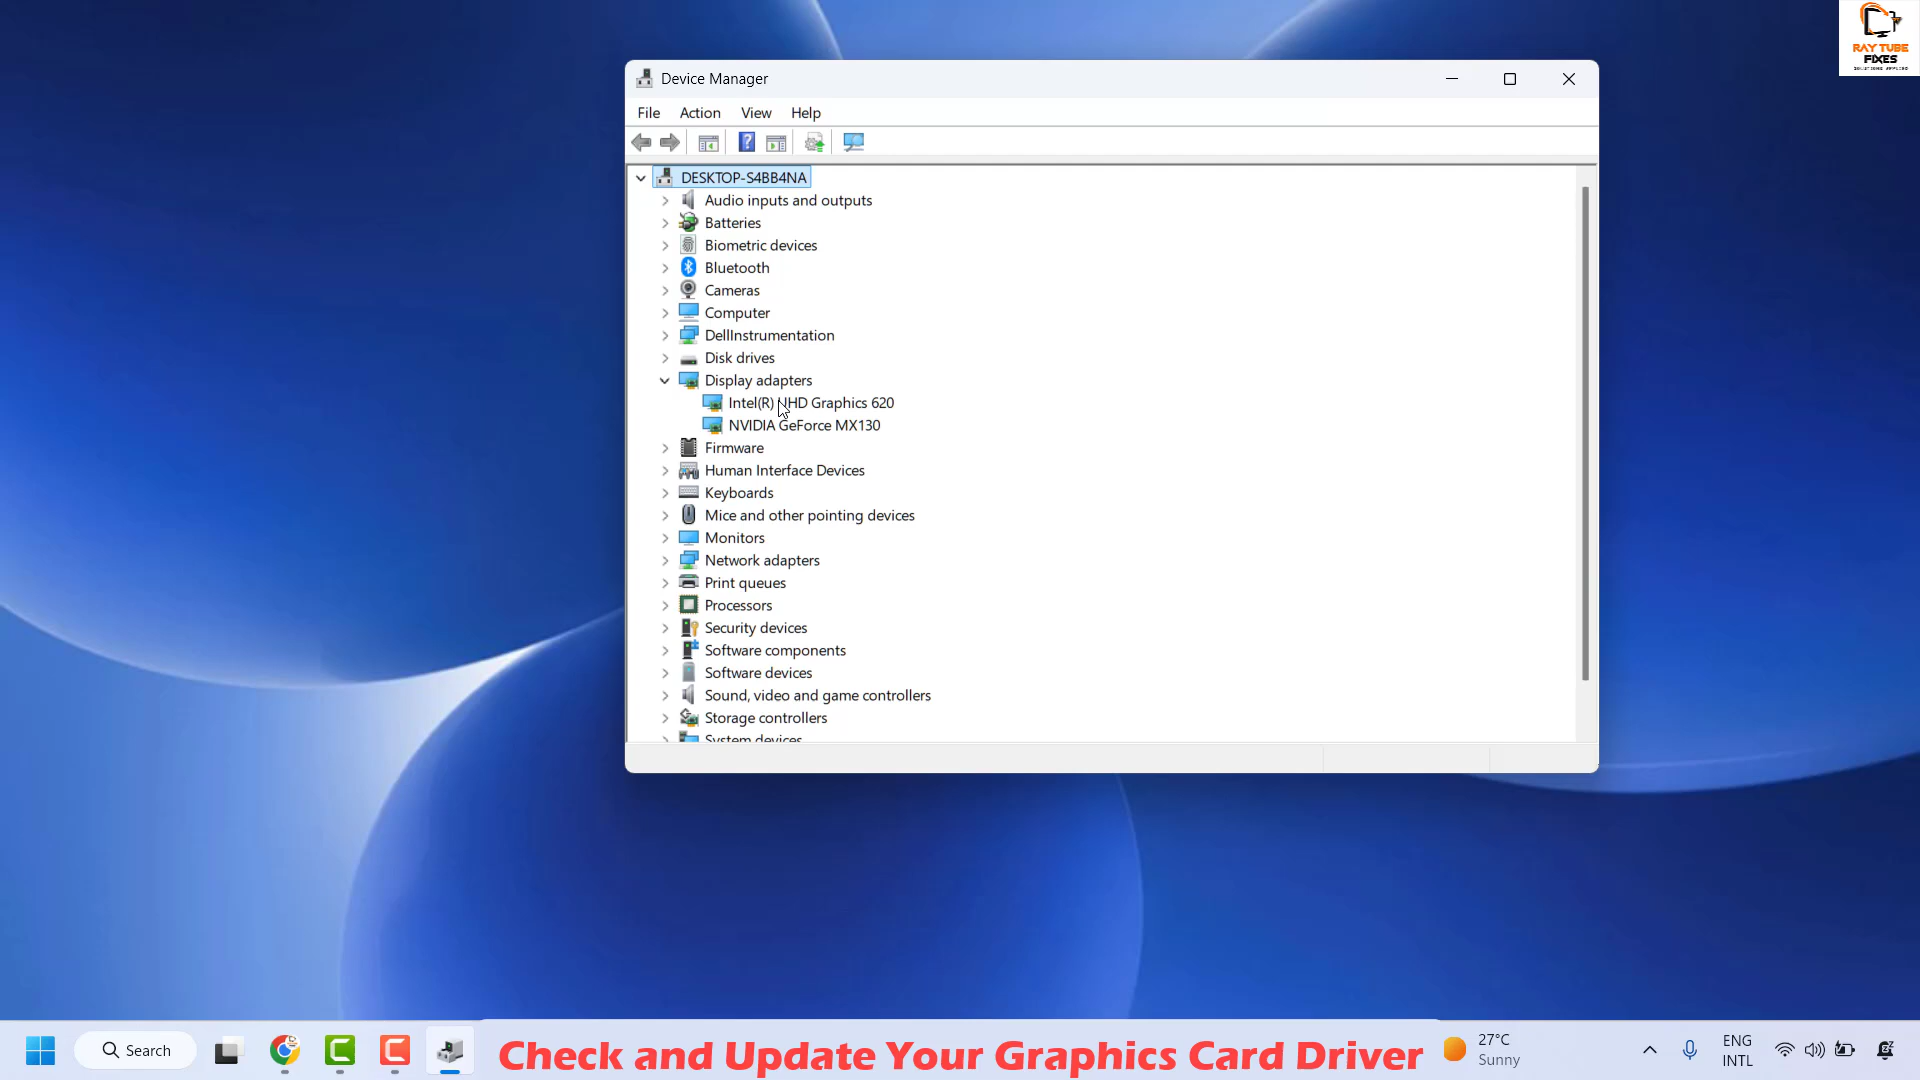 RAY TUBE
FIXES
Device Manager
File Action View Help
DESKTOP-S4BB4NA
Audio inputs and outputs
Batteries
Biometric devices
Bluetooth
Cameras
Computer
DellInstrumentation
Disk drives
Display adapters
Intel(R) UHD Graphics 620
NVIDIA GeForce MX130
Firmware
Human Interface Devices
Keyboards
Mice and other pointing devices
Monitors
Network adapters
Print queues
Processors
Security devices
Software components
Software devices
Sound, video and game controllers
Storage controllers
System devices
Search
Check and Update Your Graphics Card Driver
27°C
Sunny
ENG
INTL